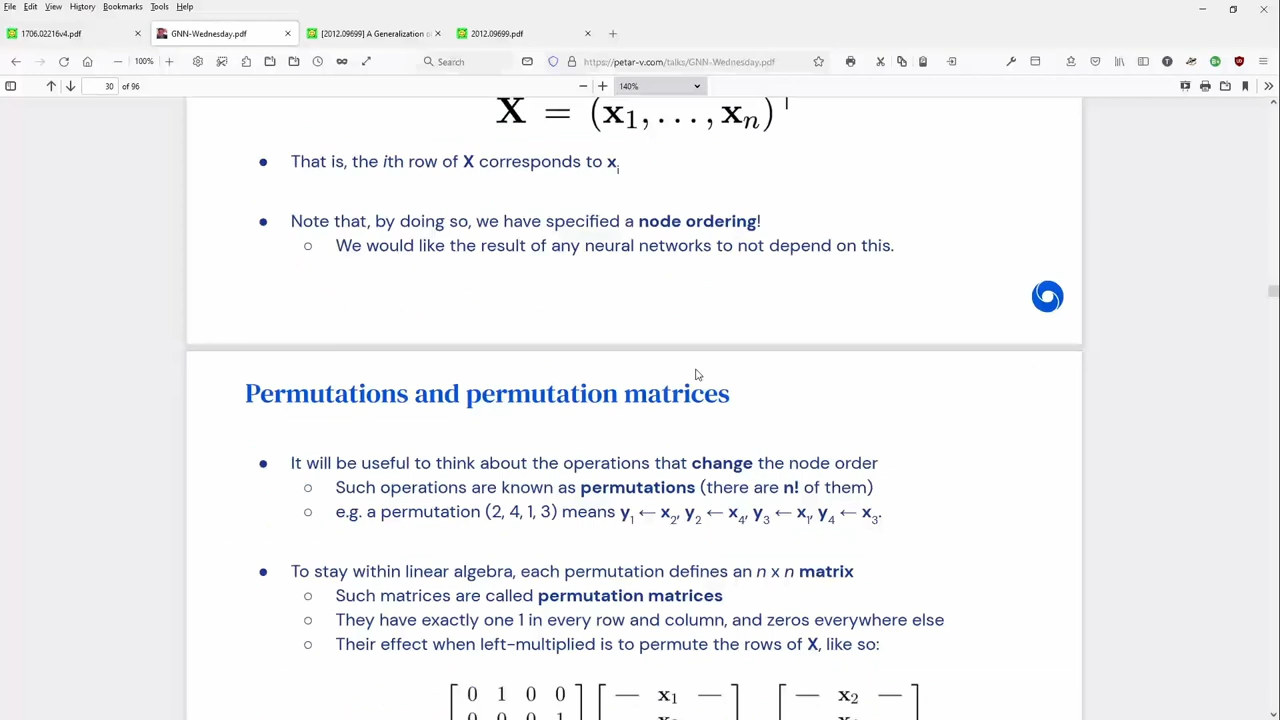 File Edit View History Bookmarks Tools Help
1706.02216v4.pdf
GNN-Wednesday.pdf
[2012.09699] A Generalization o
2012.09699.pdf
100%
Search
https://petar-v.com/talks/GNN-Wednesday.pdf
30 of 96
140%
X = (x1, . . . , xn)⊤
● That is, the ith row of X corresponds to xi
● Note that, by doing so, we have specified a node ordering!
○ We would like the result of any neural networks to not depend on this.
Permutations and permutation matrices
● It will be useful to think about the operations that change the node order
○ Such operations are known as permutations (there are n! of them)
○ e.g. a permutation (2, 4, 1, 3) means y1 ← x2, y2 ← x4, y3 ← x1, y4 ← x3.
● To stay within linear algebra, each permutation defines an n x n matrix
○ Such matrices are called permutation matrices
○ They have exactly one 1 in every row and column, and zeros everywhere else
○ Their effect when left-multiplied is to permute the rows of X, like so:
0 1 0 0 — x1 — — x2 —